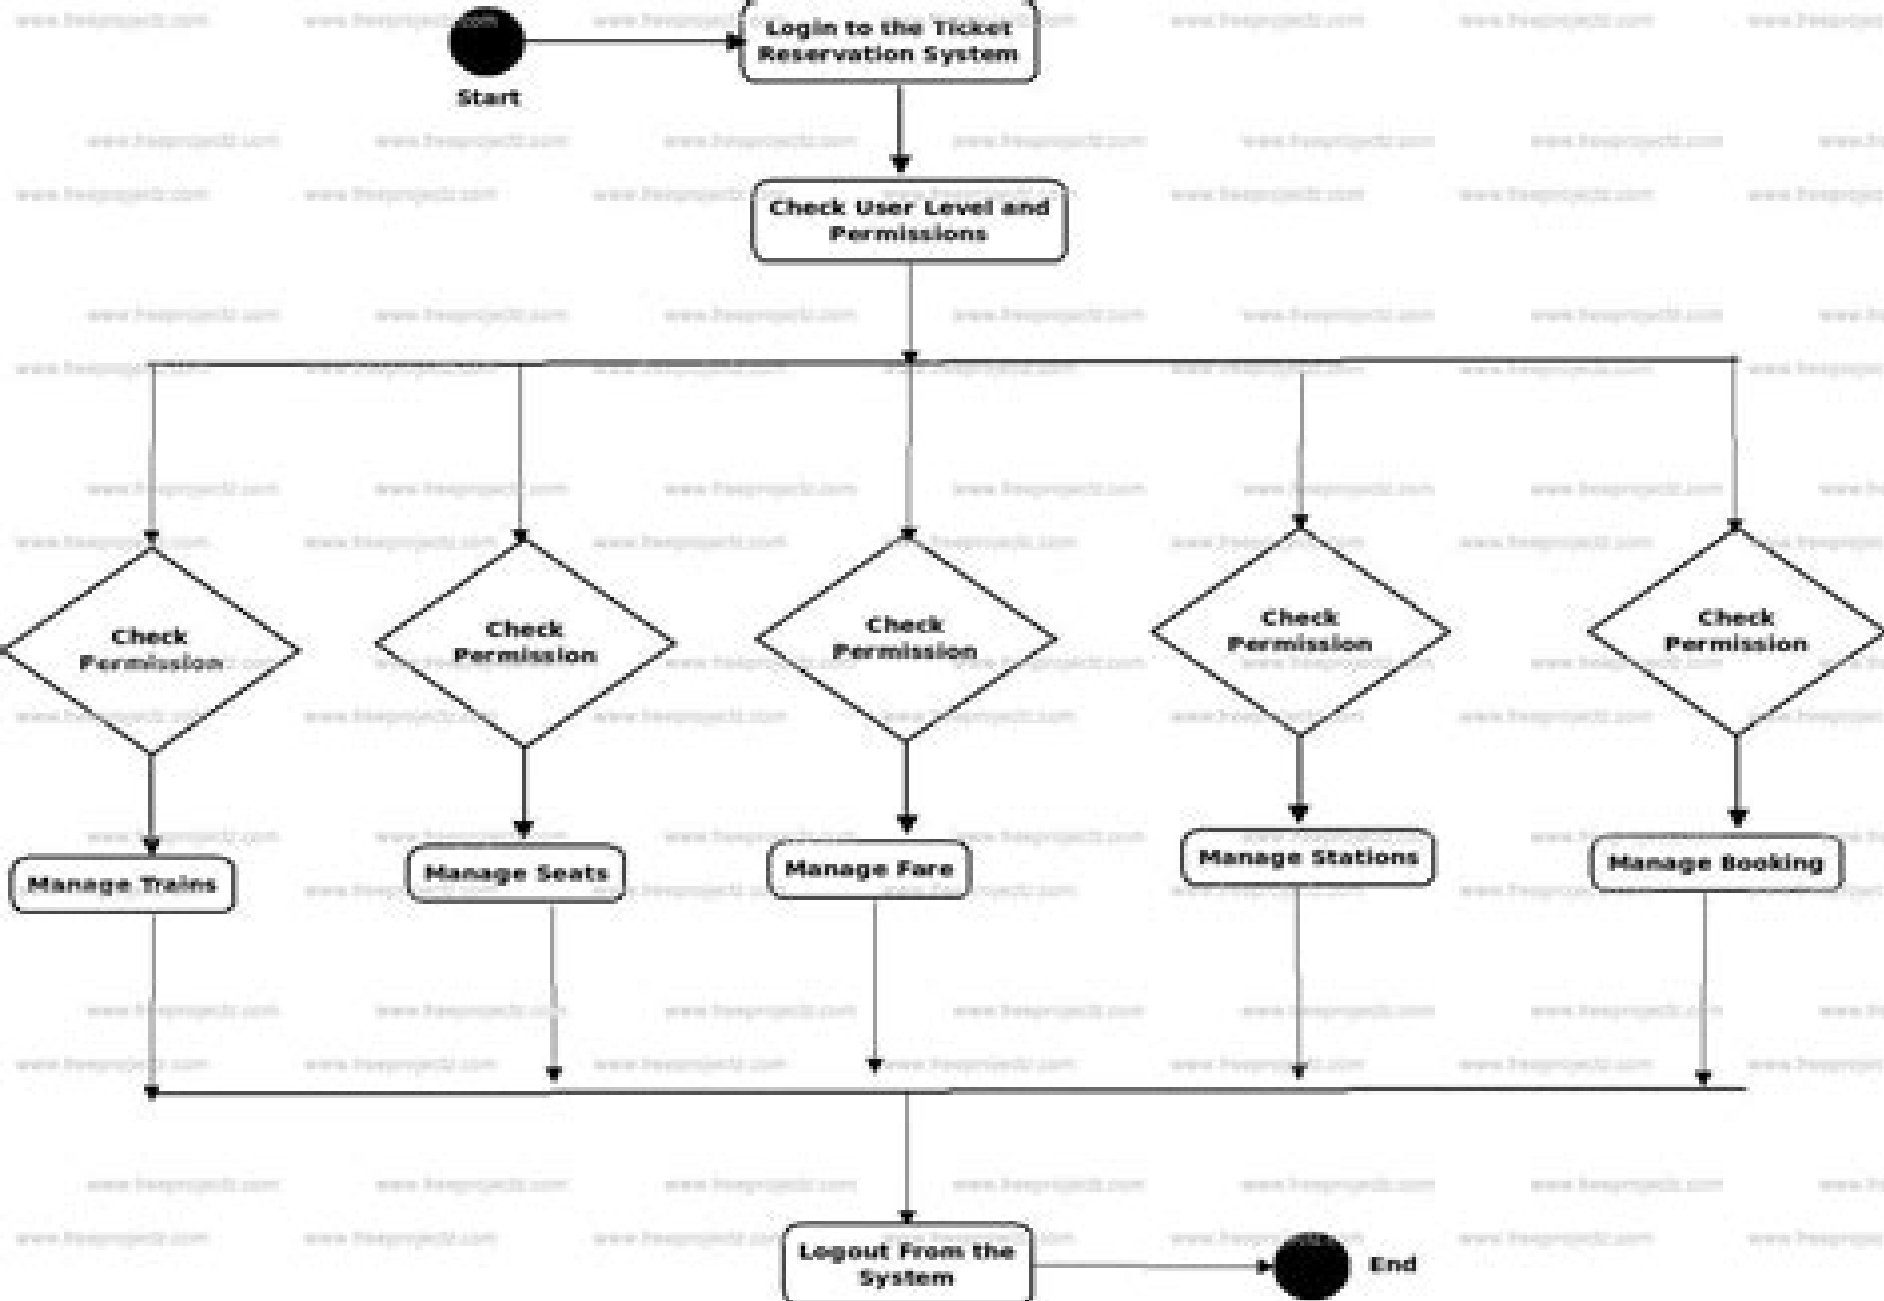 Login to the Ticket
Reservation System
Start
Check User Level and
Permissions
Check
Permission
Check
Permission
Check
Permission
Check
Permission
Check
Permission
Manage Trains
Manage Seats
Manage Fare
Manage Stations
Manage Booking
Logout From the
System
End